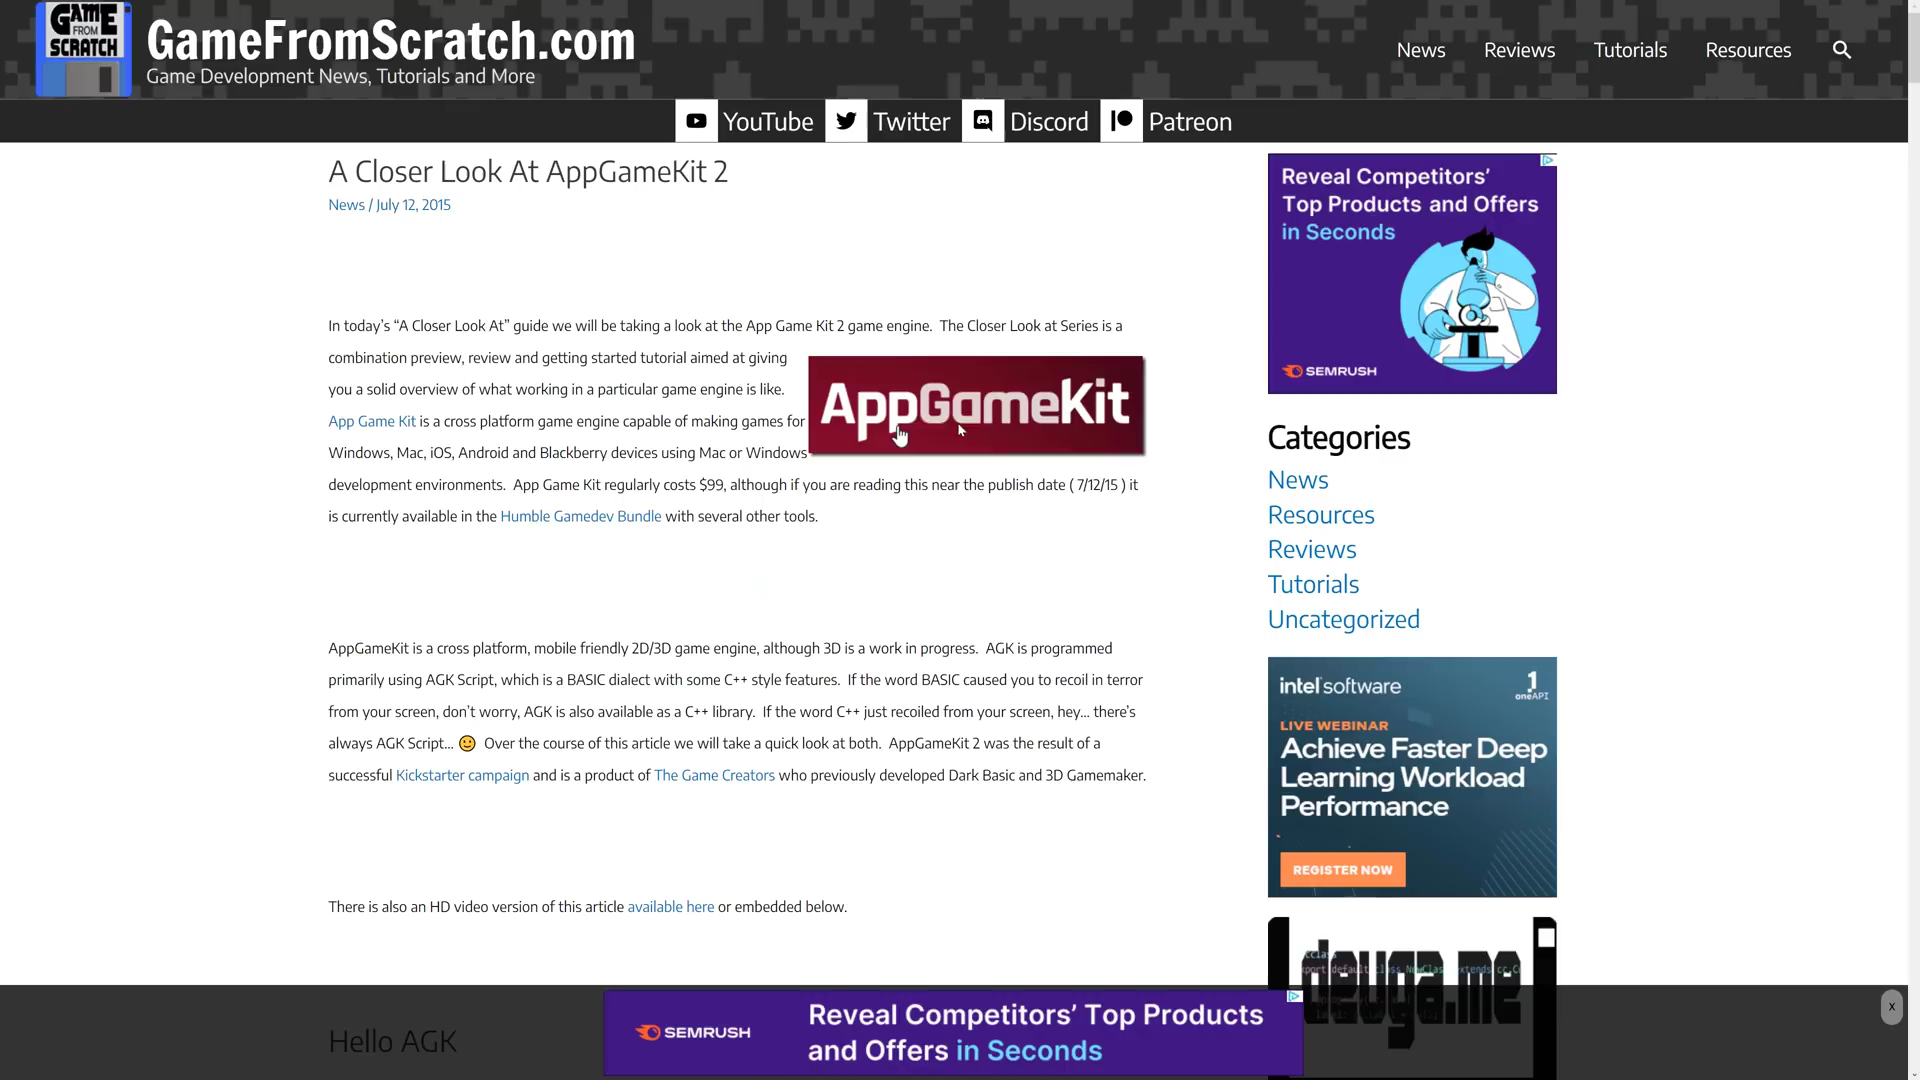 GAME
FROM
SCRATCH
GameFromScratch.com
Game Development News, Tutorials and More
News
Reviews
Tutorials
Resources
YouTube
Twitter
Discord
Patreon
A Closer Look At AppGameKit 2
News / July 12, 2015
In today’s “A Closer Look At” guide we will be taking a look at the App Game Kit 2 game engine.  The Closer Look at Series is a
combination preview, review and getting started tutorial aimed at giving
you a solid overview of what working in a particular game engine is like.
App Game Kit is a cross platform game engine capable of making games for
Windows, Mac, iOS, Android and Blackberry devices using Mac or Windows
development environments.  App Game Kit regularly costs $99, although if you are reading this near the publish date ( 7/12/15 ) it
is currently available in the Humble Gamedev Bundle with several other tools.
AppGameKit
AppGameKit is a cross platform, mobile friendly 2D/3D game engine, although 3D is a work in progress.  AGK is programmed
primarily using AGK Script, which is a BASIC dialect with some C++ style features.  If the word BASIC caused you to recoil in terror
from your screen, don’t worry, AGK is also available as a C++ library.  If the word C++ just recoiled from your screen, hey… there’s
always AGK Script… 🙂  Over the course of this article we will take a quick look at both.  AppGameKit 2 was the result of a
successful Kickstarter campaign and is a product of The Game Creators who previously developed Dark Basic and 3D Gamemaker.
There is also an HD video version of this article available here or embedded below.
Hello AGK
Reveal Competitors’
Top Products and Offers
in Seconds
SEMRUSH
Categories
News
Resources
Reviews
Tutorials
Uncategorized
intel software
1
oneAPI
LIVE WEBINAR
Achieve Faster Deep
Learning Workload
Performance
REGISTER NOW
devga.me
SEMRUSH
Reveal Competitors’ Top Products
and Offers in Seconds
x